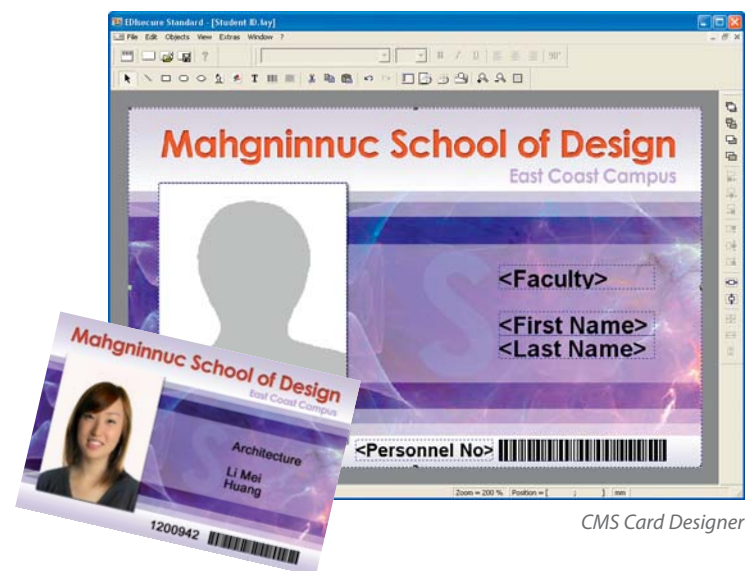 EDIsecure Standard - [Student ID.lay]
File Edit Objects View Extras Window ?
B I U 90°
T
Mahgninnuc School of Design
East Coast Campus
<Faculty>
<First Name>
<Last Name>
<Personnel No>
Zoom = 200 % Position = [ ; ] mm
Mahgninnuc School of Design
East Coast Campus
Architecture
Li Mei
Huang
1200942
CMS Card Designer